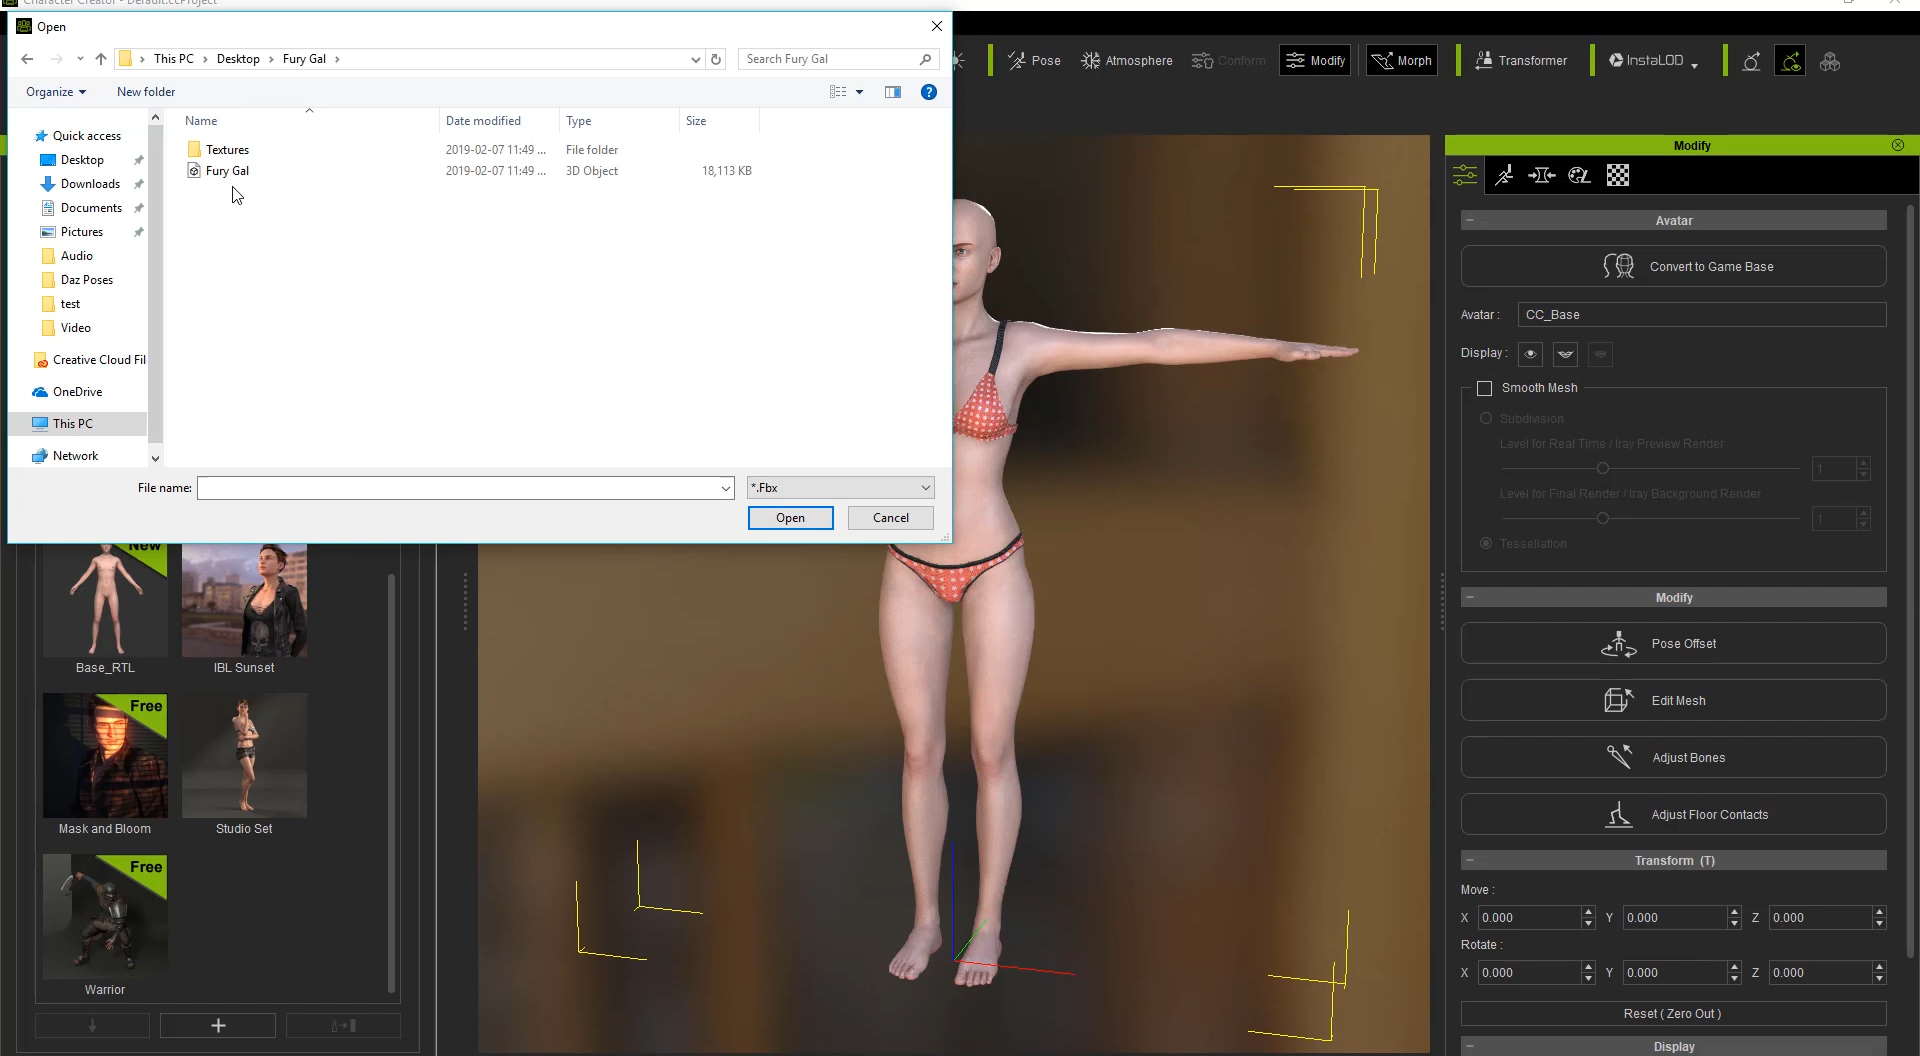 Character Creator - Default.ccProject
Open
This PC > Desktop > Fury Gal >
Search Fury Gal
Organize
New folder
Name
Date modified
Type
Size
Textures
2019-02-07 11:49 ...
File folder
Fury Gal
2019-02-07 11:49 ...
3D Object
18,113 KB
Quick access
Desktop
Downloads
Documents
Pictures
Audio
Daz Poses
test
Video
Creative Cloud Fil
OneDrive
This PC
Network
File name:
*.Fbx
Open
Cancel
Pose
Atmosphere
Conform
Modify
Morph
Transformer
InstaLOD
New
Base_RTL
IBL Sunset
Free
Mask and Bloom
Studio Set
Free
Warrior
Modify
Avatar
Convert to Game Base
Avatar :
CC_Base
Display :
Smooth Mesh
Subdivision
Level for Real Time / Iray Preview Render
1
Level for Final Render / Iray Background Render
1
Tessellation
Modify
Pose Offset
Edit Mesh
Adjust Bones
Adjust Floor Contacts
Transform (T)
Move :
X 0.000 Y 0.000 Z 0.000
Rotate :
X 0.000 Y 0.000 Z 0.000
Reset ( Zero Out )
Display